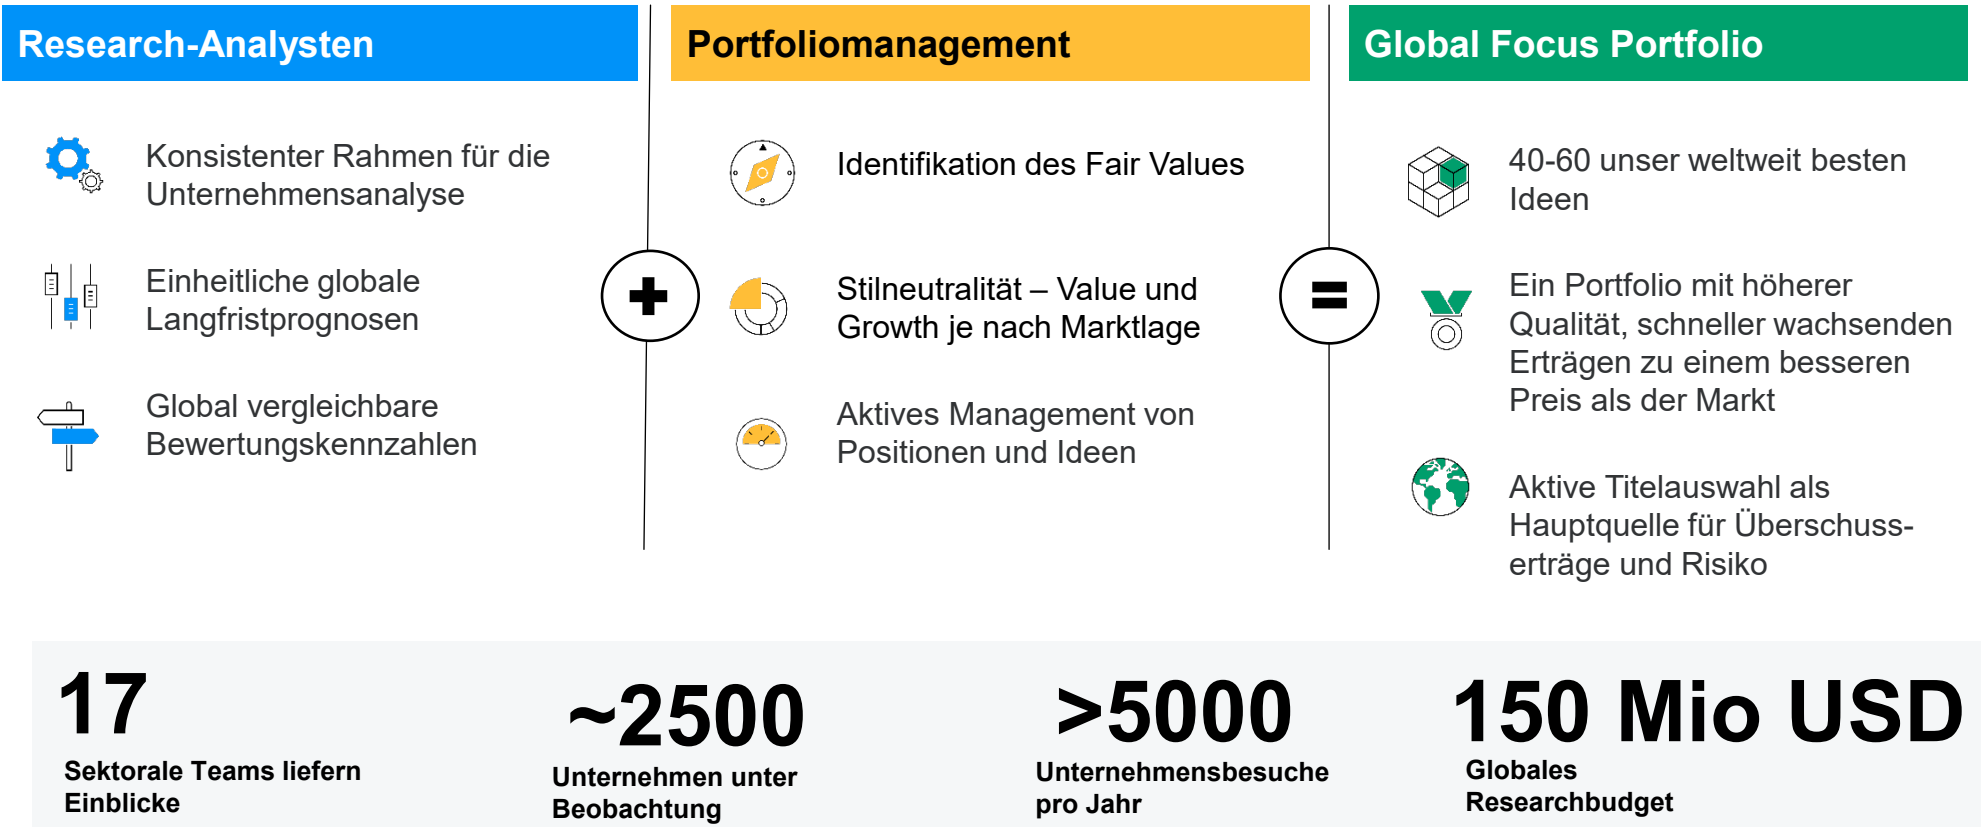 Research-Analysten
Konsistenter Rahmen für die
Unternehmensanalyse
Einheitliche globale
Langfristprognosen
Global vergleichbare
Bewertungskennzahlen
+
Portfoliomanagement
Identifikation des Fair Values
Stilneutralität – Value und
Growth je nach Marktlage
Aktives Management von
Positionen und Ideen
=
Global Focus Portfolio
40-60 unser weltweit besten
Ideen
Ein Portfolio mit höherer
Qualität, schneller wachsenden
Erträgen zu einem besseren
Preis als der Markt
Aktive Titelauswahl als
Hauptquelle für Überschuss-
erträge und Risiko
17
Sektorale Teams liefern
Einblicke
~2500
Unternehmen unter
Beobachtung
>5000
Unternehmensbesuche
pro Jahr
150 Mio USD
Globales
Researchbudget